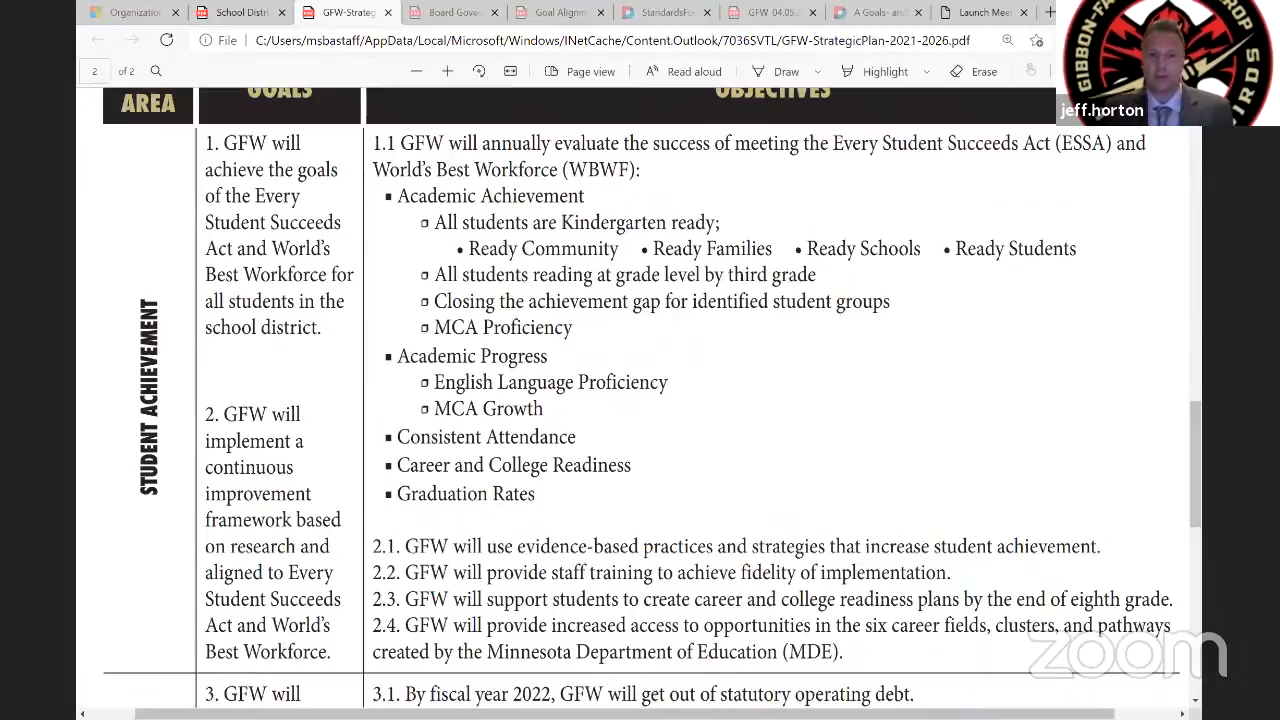 Organization
School Distri
GFW-Strateg
Board Gover
Goal Alignm
StandardsFo
GFW 04.05.
A Goals- and
Launch Meet
File C:/Users/msbastaff/AppData/Local/Microsoft/Windows/INetCache/Content.Outlook/7036SVTL/GFW-StrategicPlan-2021-2026.pdf
2 of 2 Page view Read aloud Draw Highlight Erase
GIBBON-FA
ROP
SCHOOLS
jeff.horton
AREA GOALS OBJECTIVES
STUDENT ACHIEVEMENT
1. GFW will
achieve the goals
of the Every
Student Succeeds
Act and World's
Best Workforce for
all students in the
school district.
2. GFW will
implement a
continuous
improvement
framework based
on research and
aligned to Every
Student Succeeds
Act and World's
Best Workforce.
1.1 GFW will annually evaluate the success of meeting the Every Student Succeeds Act (ESSA) and
World's Best Workforce (WBWF):
▪ Academic Achievement
❑ All students are Kindergarten ready;
• Ready Community • Ready Families • Ready Schools • Ready Students
❑ All students reading at grade level by third grade
❑ Closing the achievement gap for identified student groups
❑ MCA Proficiency
▪ Academic Progress
❑ English Language Proficiency
❑ MCA Growth
▪ Consistent Attendance
▪ Career and College Readiness
▪ Graduation Rates
2.1. GFW will use evidence-based practices and strategies that increase student achievement.
2.2. GFW will provide staff training to achieve fidelity of implementation.
2.3. GFW will support students to create career and college readiness plans by the end of eighth grade.
2.4. GFW will provide increased access to opportunities in the six career fields, clusters, and pathways
created by the Minnesota Department of Education (MDE).
zoom
3. GFW will
3.1. By fiscal year 2022, GFW will get out of statutory operating debt.